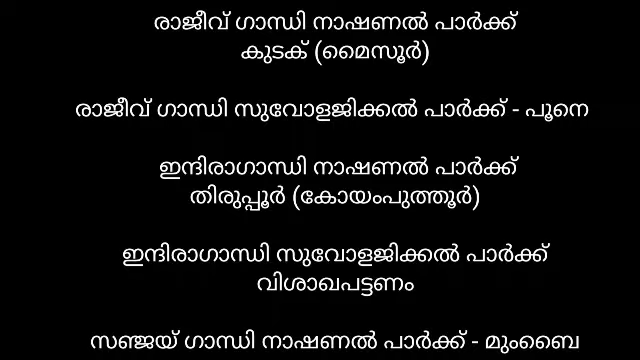 രാജീവ് ഗാന്ധി നാഷണൽ പാർക്ക്
കുടക് (മൈസൂർ)
രാജീവ് ഗാന്ധി സുവോളജിക്കൽ പാർക്ക് - പൂനെ
ഇന്ദിരാഗാന്ധി നാഷണൽ പാർക്ക്
തിരുപ്പൂർ (കോയംപുത്തൂർ)
ഇന്ദിരാഗാന്ധി സുവോളജിക്കൽ പാർക്ക്
വിശാഖപട്ടണം
സഞ്ജയ് ഗാന്ധി നാഷണൽ പാർക്ക് - മുംബൈ